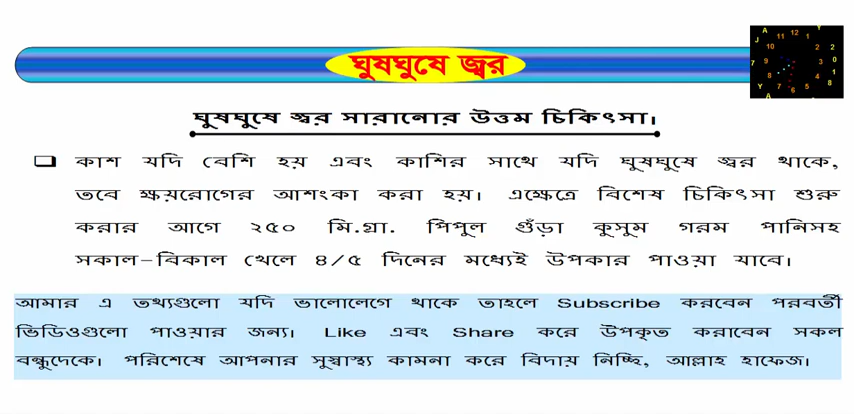 ঘুষঘুষে জ্বর
ঘুষঘুষে জ্বর সারানোর উত্তম চিকিৎসা।
কাশ যদি বেশি হয় এবং কাশির সাথে যদি ঘুষঘুষে জ্বর থাকে,
তবে ক্ষয়রোগের আশংকা করা হয়। এক্ষেত্রে বিশেষ চিকিৎসা শুরু
করার আগে ২৫০ মি.গ্রা. পিপুল গুঁড়া কুসুম গরম পানিসহ
সকাল-বিকাল খেলে ৪/৫ দিনের মধ্যেই উপকার পাওয়া যাবে।
আমার এ তথ্যগুলো যদি ভালোলেগে থাকে তাহলে Subscribe করবেন পরবর্তী
ভিডিওগুলো পাওয়ার জন্য। Like এবং Share করে উপকৃত করাবেন সকল
বন্ধুদেকে। পরিশেষে আপনার সুস্বাস্থ্য কামনা করে বিদায় নিচ্ছি, আল্লাহ হাফেজ।